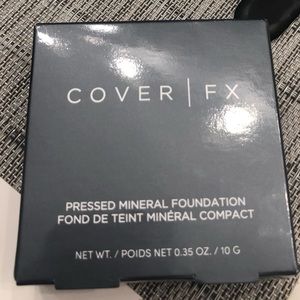 COVER | FX
PRESSED MINERAL FOUNDATION
FOND DE TEINT MINÉRAL COMPACT
NET WT. / POIDS NET 0.35 OZ. / 10 G